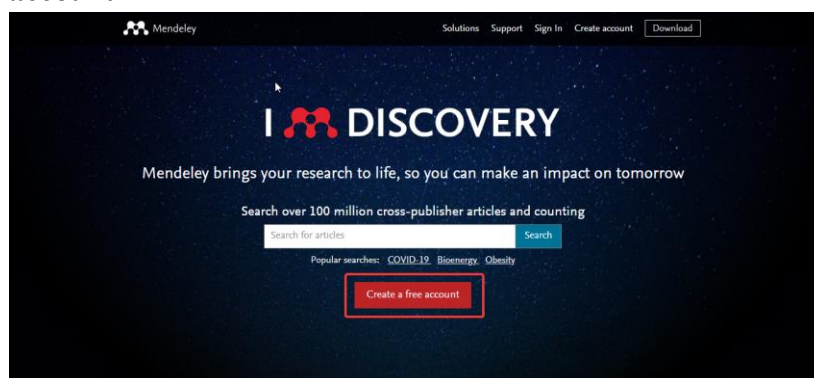 Mendeley
Solutions Support Sign In Create account Download
I DISCOVERY
Mendeley brings your research to life, so you can make an impact on tomorrow
Search over 100 million cross-publisher articles and counting
Search for articles Search
Popular searches: COVID-19 Bioenergy Obesity
Create a free account